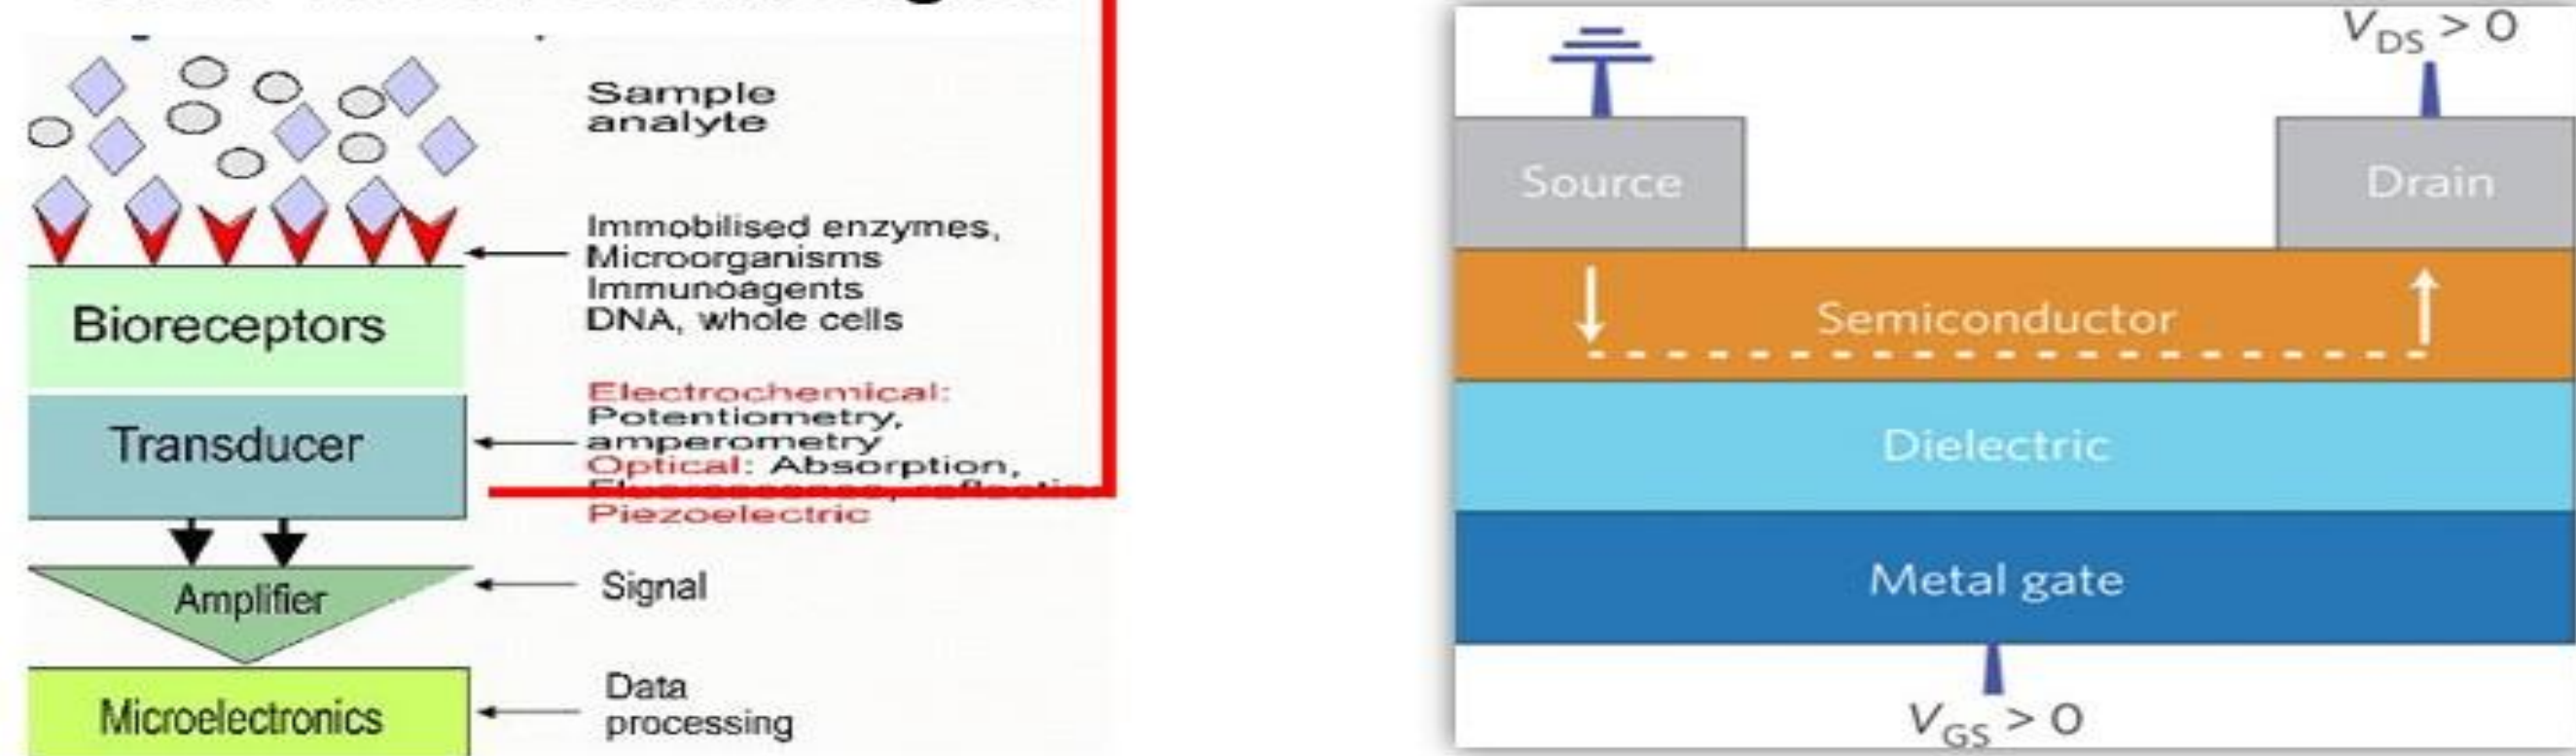 Sample
analyte
Immobilised enzymes,
Microorganisms
Immunoagents
DNA, whole cells
Bioreceptors
Electrochemical:
Potentiometry,
amperometry
Optical: Absorption,
Piezoelectric
Transducer
Amplifier
Signal
Microelectronics
Data
processing
V_DS > 0
Source
Drain
Semiconductor
Dielectric
Metal gate
V_GS > 0